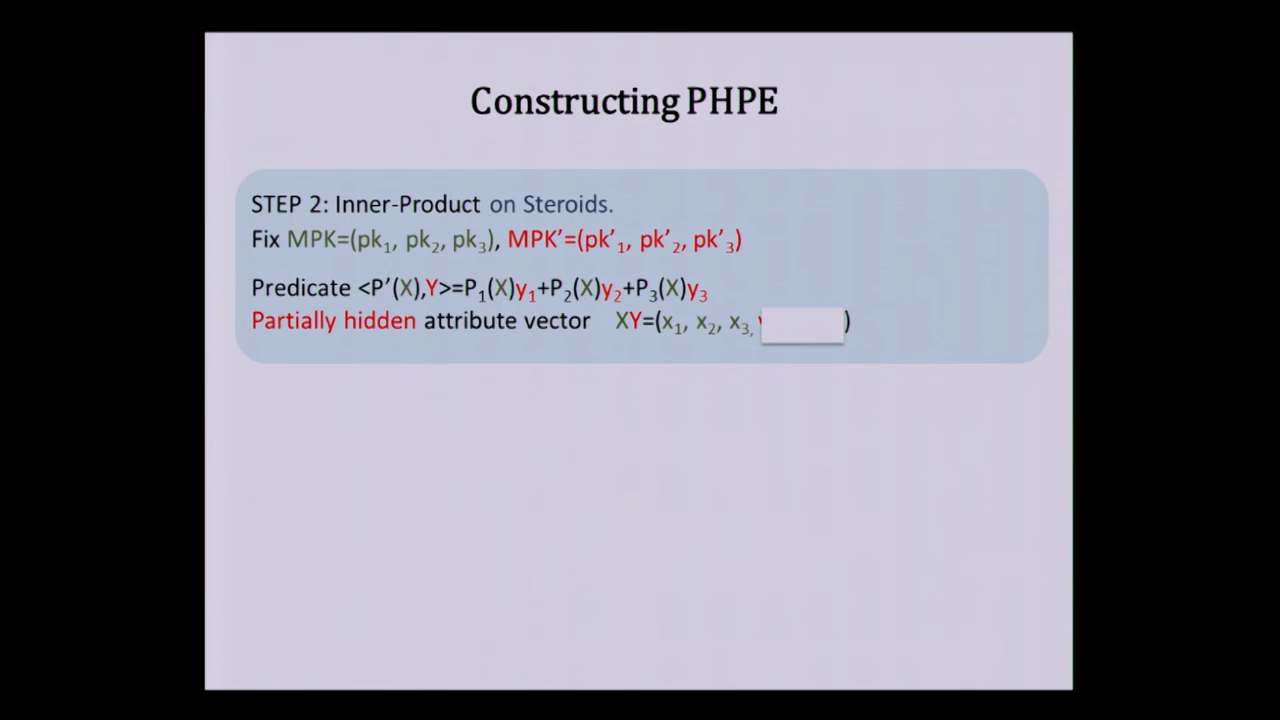 Constructing PHPE
STEP 2: Inner-Product on Steroids.
Fix MPK=(pk₁, pk₂, pk₃), MPK’=(pk’₁, pk’₂, pk’₃)
Predicate <P’(X),Y>=P₁(X)y₁+P₂(X)y₂+P₃(X)y₃
Partially hidden attribute vector XY=(x₁, x₂, x₃, )